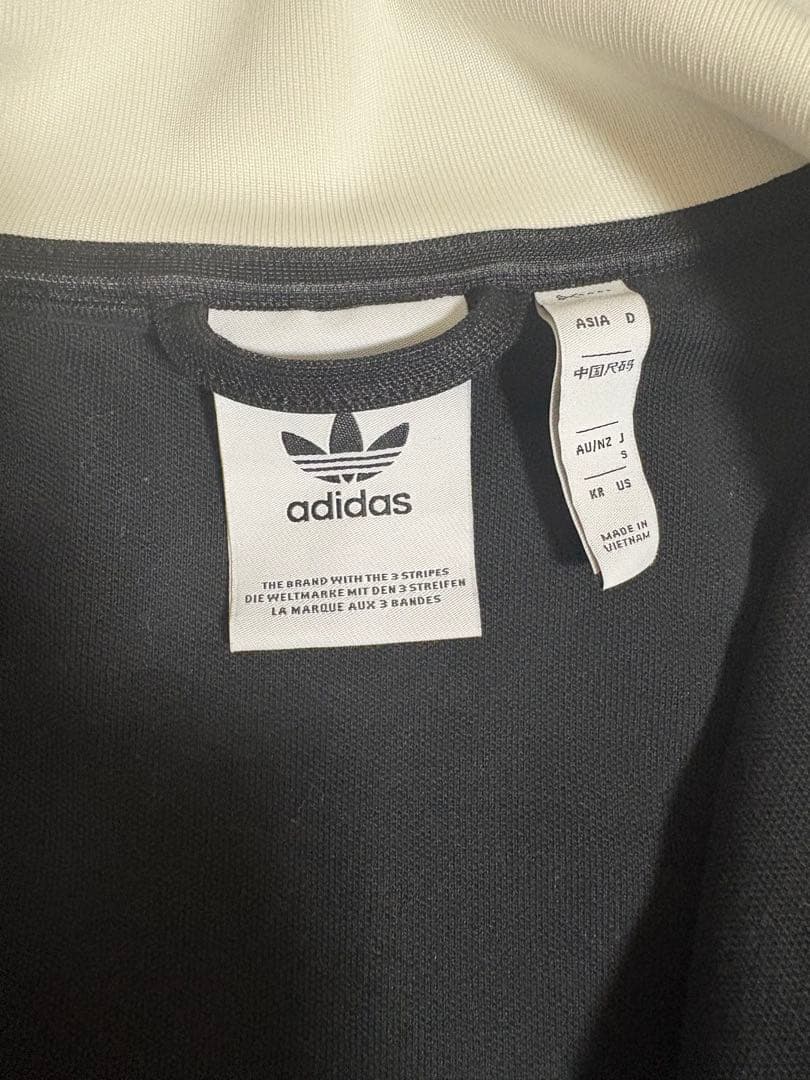 adidas
THE BRAND WITH THE 3 STRIPES
DIE WELTMARKE MIT DEN 3 STREIFEN
LA MARQUE AUX 3 BANDES
ASIA D
中国尺码
AU/NZ J
S
KR US
MADE IN
VIETNAM